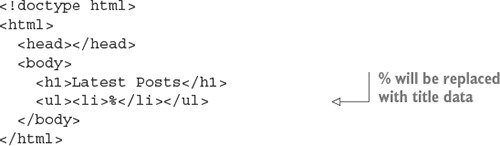 <!doctype html>
<html>
  <head></head>
  <body>
    <h1>Latest Posts</h1>
    <ul><li>%</li></ul>
  </body>
</html>
% will be replaced
with title data